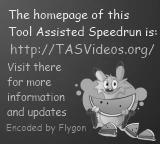 The homepage of this
Tool Assisted Speedrun is:
http://TASVideos.org/
Visit there
for more
information
and updates
Encoded by Flygon